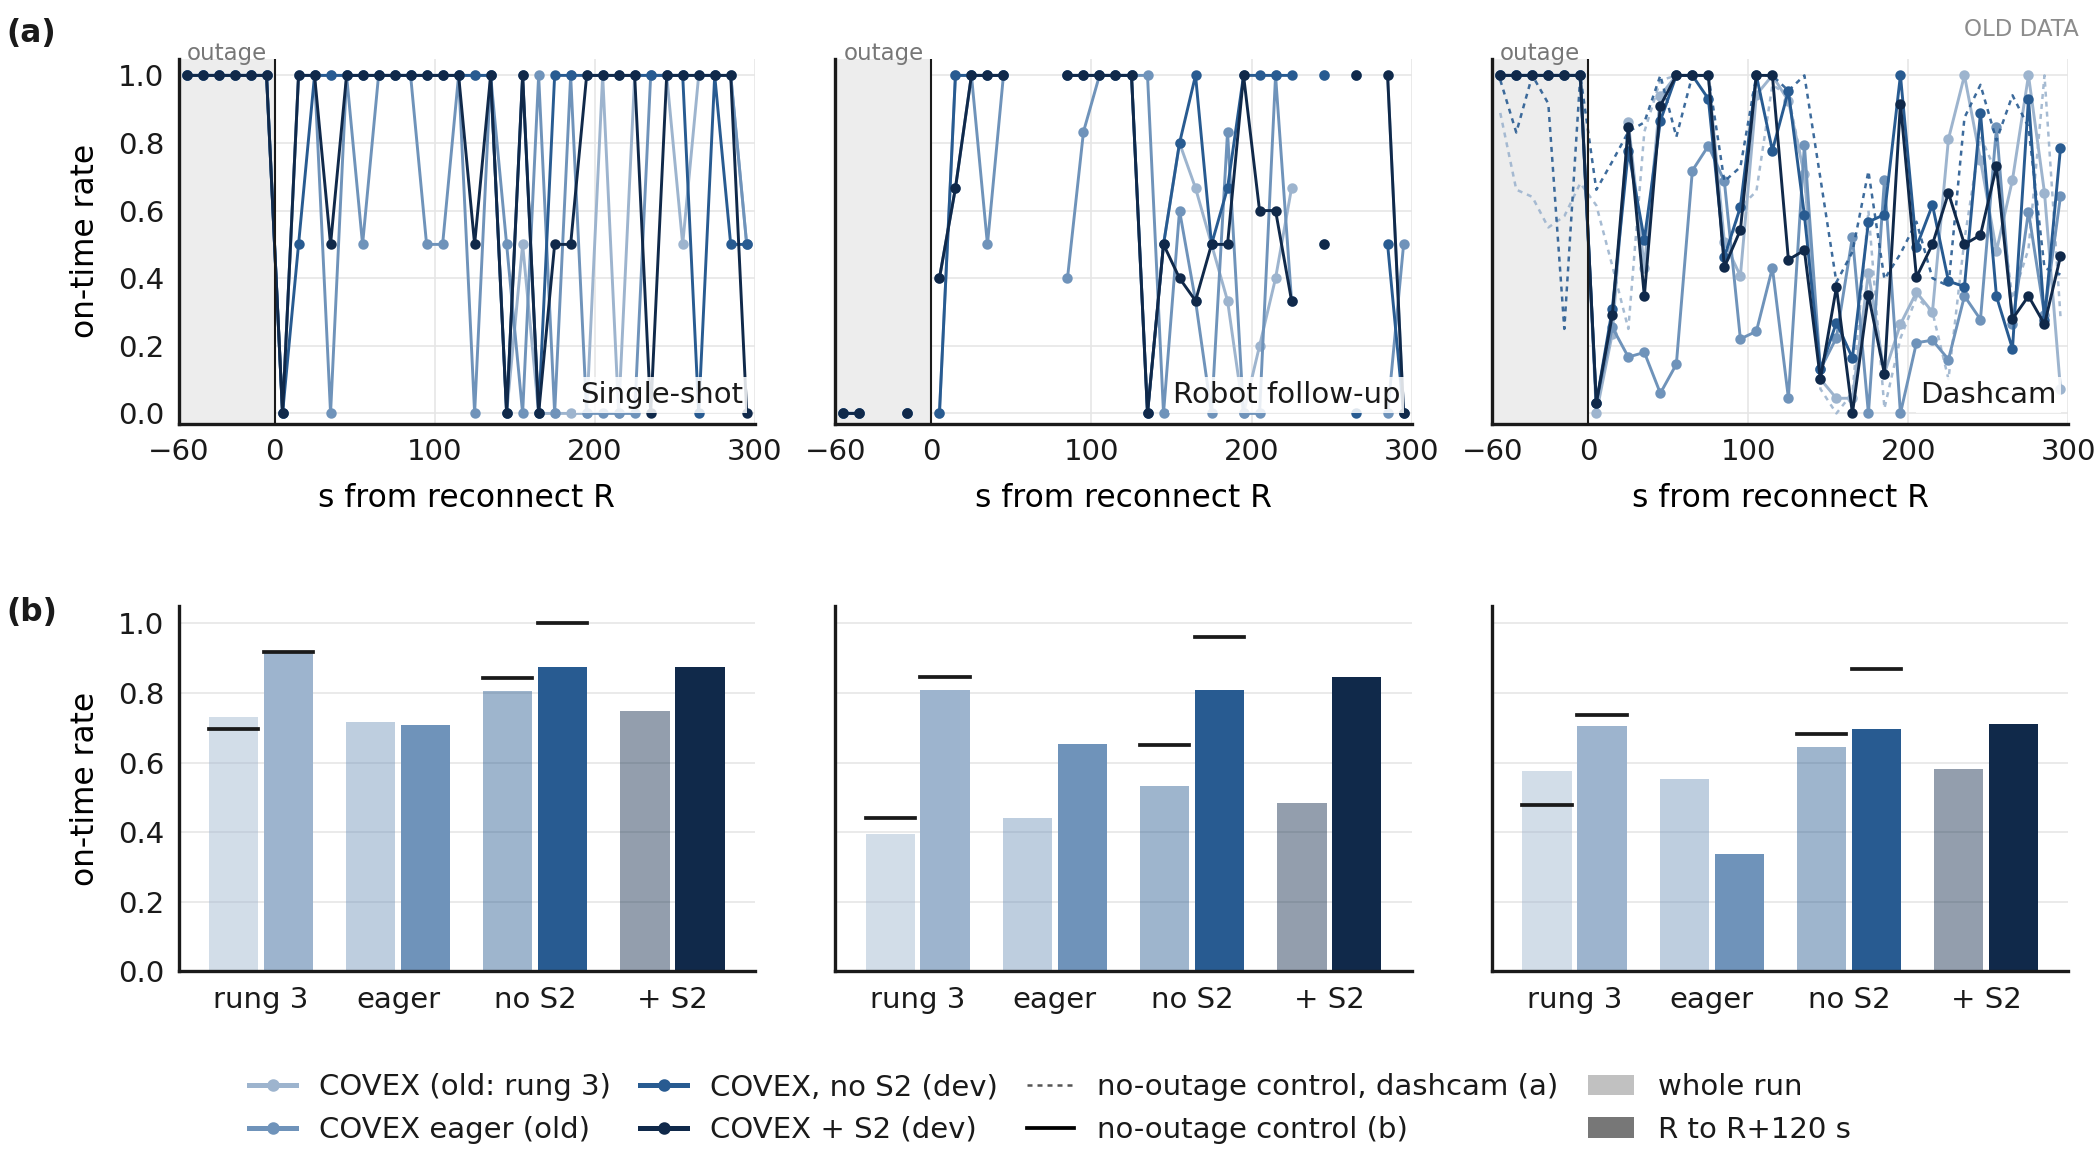 (a)
OLD DATA
outage
outage
outage
1.0
0.8
0.6
0.4
0.2
0.0
on-time rate
Single-shot
Robot follow-up
Dashcam
−60 0 100 200 300
−60 0 100 200 300
−60 0 100 200 300
s from reconnect R
s from reconnect R
s from reconnect R
(b)
1.0
0.8
0.6
0.4
0.2
0.0
on-time rate
rung 3 eager no S2 + S2
rung 3 eager no S2 + S2
rung 3 eager no S2 + S2
COVEX (old: rung 3) COVEX, no S2 (dev) no-outage control, dashcam (a) whole run
COVEX eager (old) COVEX + S2 (dev) no-outage control (b) R to R+120 s